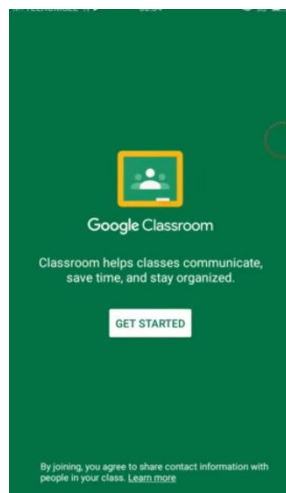 Google Classroom
Classroom helps classes communicate,
save time, and stay organized.
GET STARTED
By joining, you agree to share contact information with
people in your class. Learn more